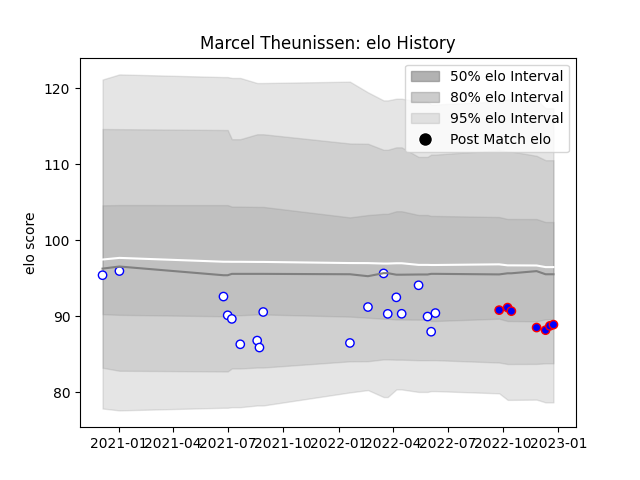 Marcel Theunissen: elo History
50% elo Interval
80% elo Interval
95% elo Interval
Post Match elo
elo score
120
110
100
90
80
2021-01
2021-04
2021-07
2021-10
2022-01
2022-04
2022-07
2022-10
2023-01